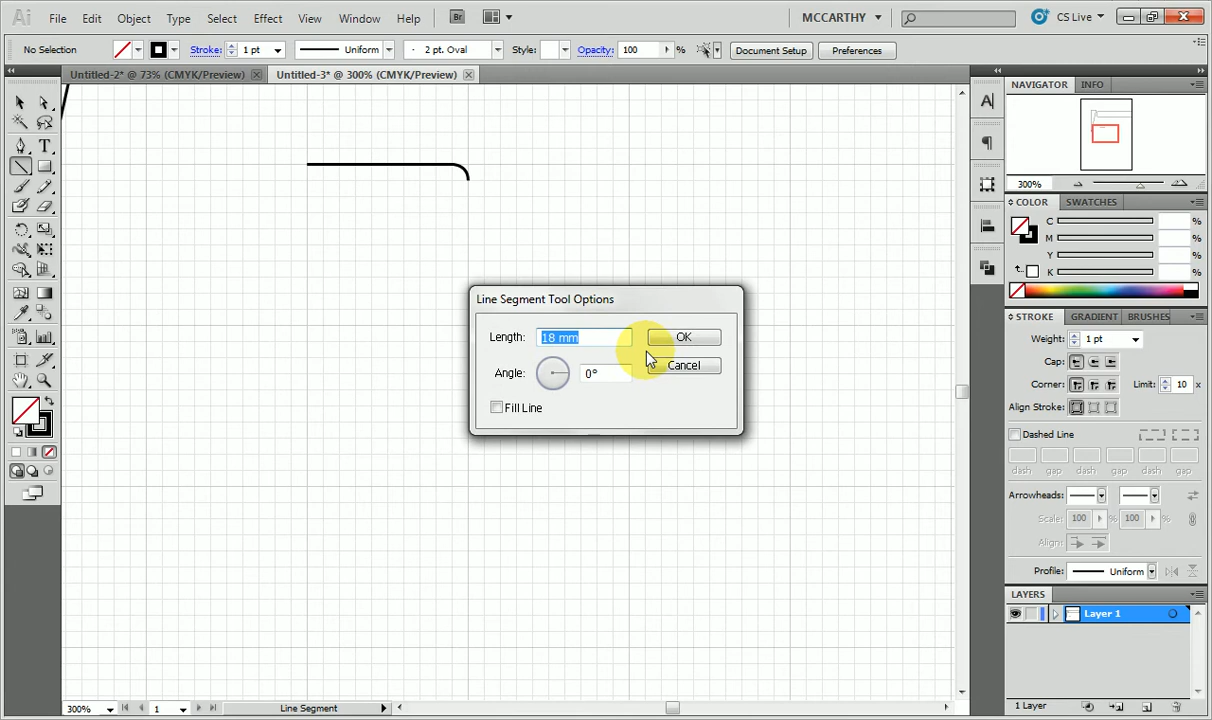 Ai File Edit Object Type Select Effect View Window Help Br MCCARTHY CS Live
No Selection Stroke: 1 pt Uniform 2 pt. Oval Style: Opacity: 100 % Document Setup Preferences
Untitled-2* @ 73% (CMYK/Preview) Untitled-3* @ 300% (CMYK/Preview)
NAVIGATOR INFO
300%
COLOR SWATCHES
C %
M %
Y %
K %
STROKE GRADIENT BRUSHES
Weight: 1 pt
Cap:
Corner: Limit: 10 x
Align Stroke:
Dashed Line
dash gap dash gap dash gap
Arrowheads:
Scale: 100 % 100 %
Align:
Profile: Uniform
LAYERS
Layer 1
1 Layer
Line Segment Tool Options
Length: 18 mm OK
Angle: 0° Cancel
Fill Line
300% 1 Line Segment